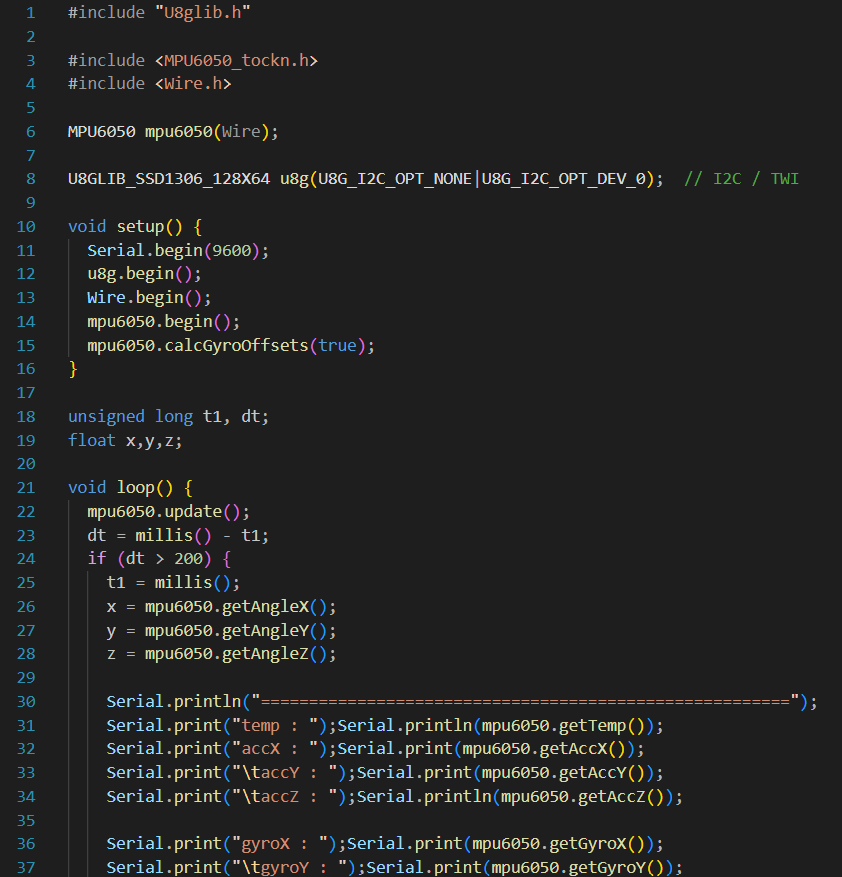 1 #include "U8glib.h"
2
3 #include <MPU6050_tockn.h>
4 #include <Wire.h>
5
6 MPU6050 mpu6050(Wire);
7
8 U8GLIB_SSD1306_128X64 u8g(U8G_I2C_OPT_NONE|U8G_I2C_OPT_DEV_0);  // I2C / TWI
9
10 void setup() {
11   Serial.begin(9600);
12   u8g.begin();
13   Wire.begin();
14   mpu6050.begin();
15   mpu6050.calcGyroOffsets(true);
16 }
17
18 unsigned long t1, dt;
19 float x,y,z;
20
21 void loop() {
22   mpu6050.update();
23   dt = millis() - t1;
24   if (dt > 200) {
25     t1 = millis();
26     x = mpu6050.getAngleX();
27     y = mpu6050.getAngleY();
28     z = mpu6050.getAngleZ();
29
30     Serial.println("=======================================================");
31     Serial.print("temp : ");Serial.println(mpu6050.getTemp());
32     Serial.print("accX : ");Serial.print(mpu6050.getAccX());
33     Serial.print("\taccY : ");Serial.print(mpu6050.getAccY());
34     Serial.print("\taccZ : ");Serial.println(mpu6050.getAccZ());
35
36     Serial.print("gyroX : ");Serial.print(mpu6050.getGyroX());
37     Serial.print("\tgyroY : ");Serial.print(mpu6050.getGyroY());